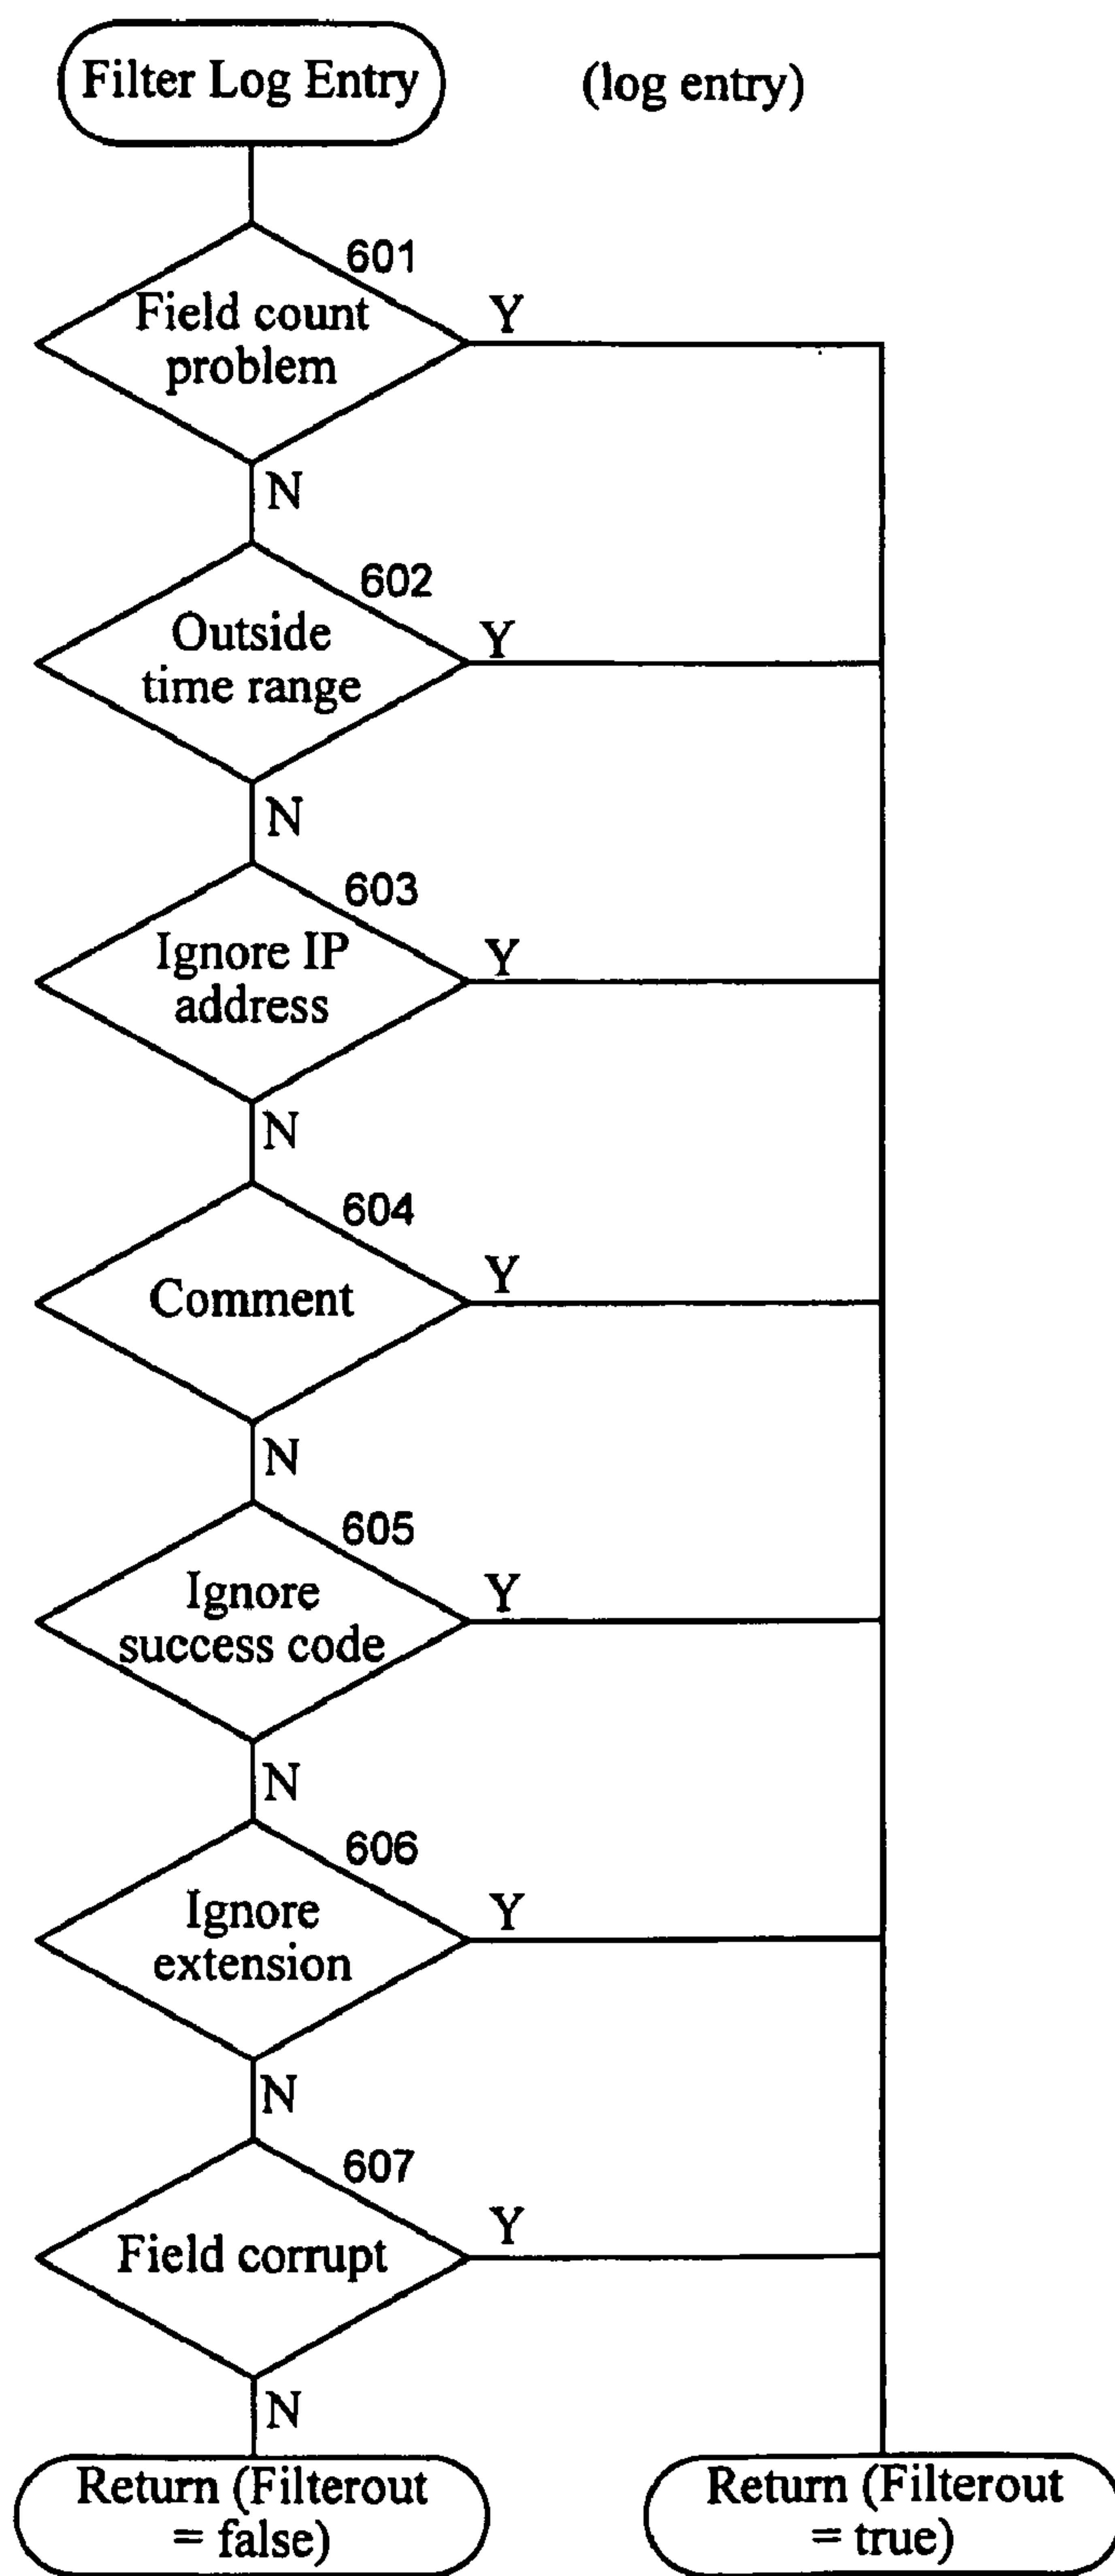 Filter Log Entry
(log entry)
601
Field count
problem
Y
N
602
Outside
time range
Y
N
603
Ignore IP
address
Y
N
604
Comment
Y
N
605
Ignore
success code
Y
N
606
Ignore
extension
Y
N
607
Field corrupt
Y
N
Return (Filterout
= false)
Return (Filterout
= true)